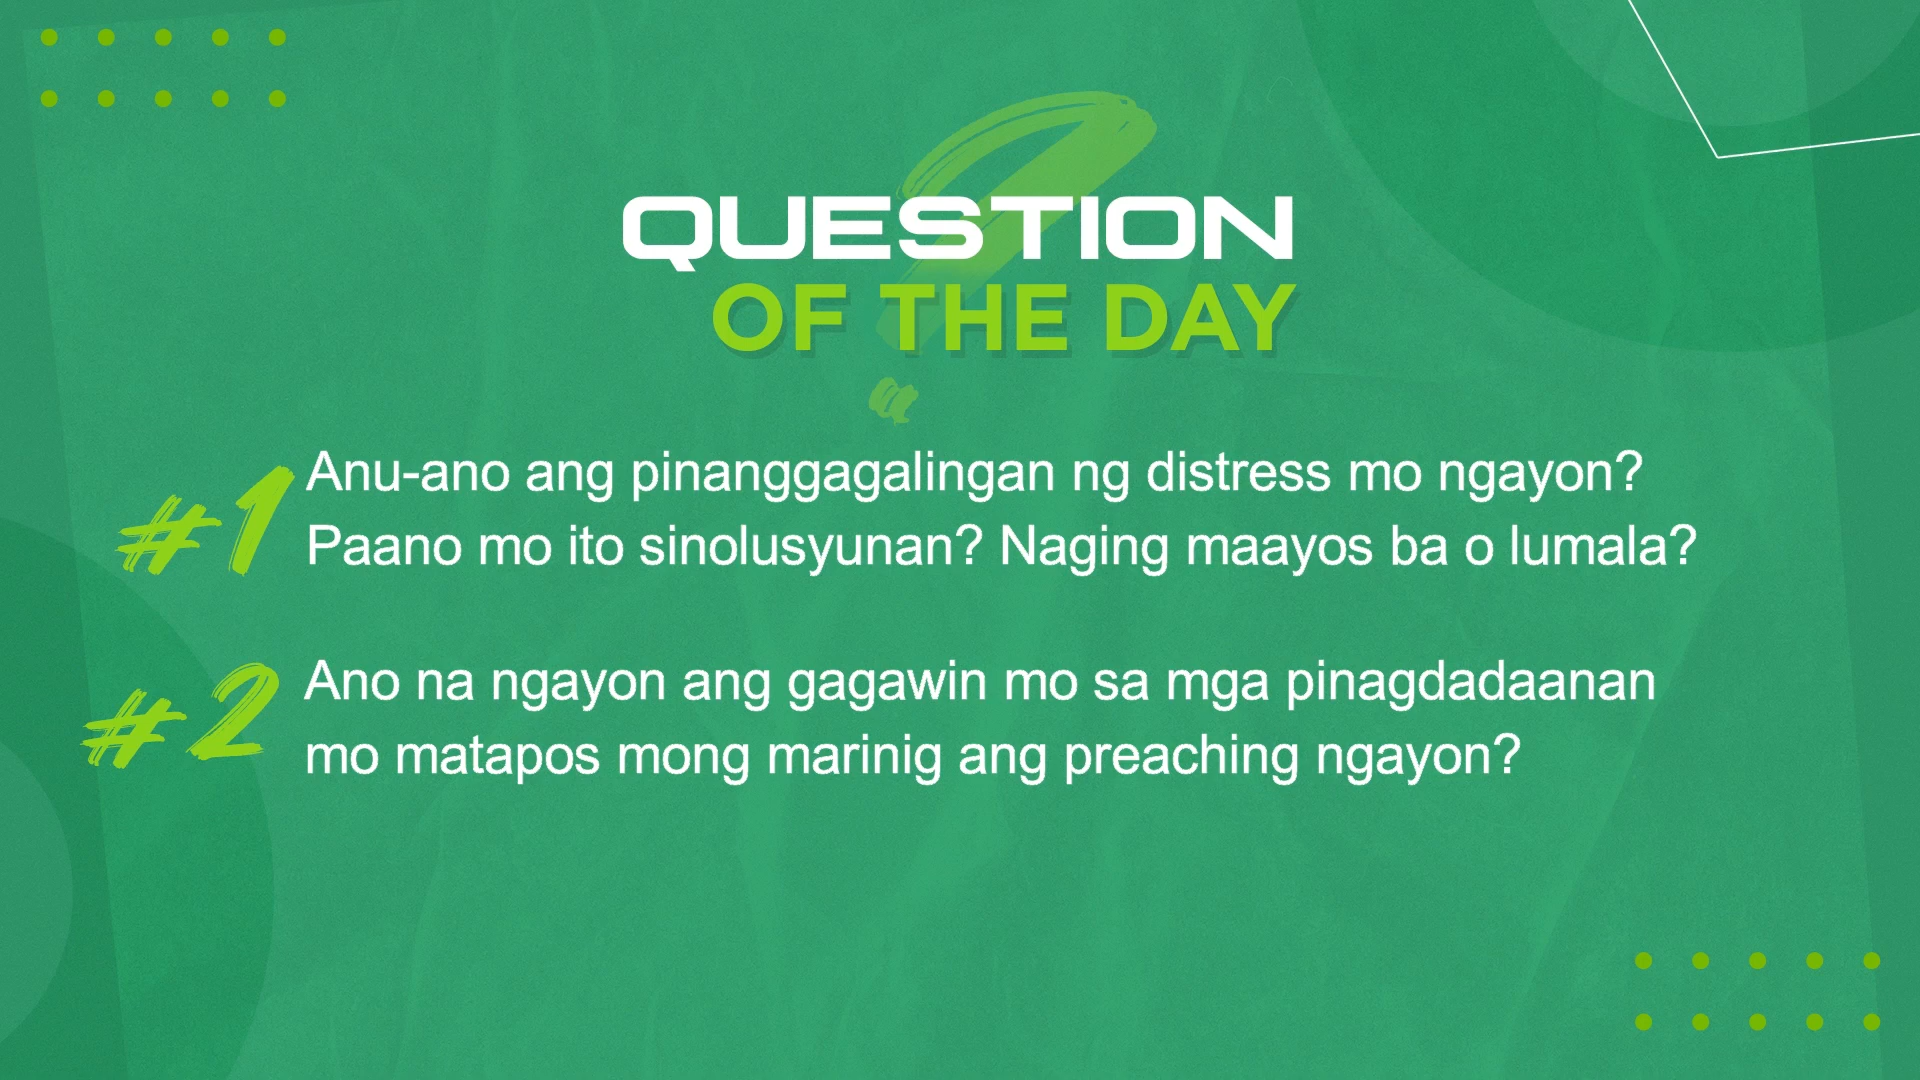 QUESTION
OF THE DAY
#1 Anu-ano ang pinanggagalingan ng distress mo ngayon?
Paano mo ito sinolusyunan? Naging maayos ba o lumala?
#2 Ano na ngayon ang gagawin mo sa mga pinagdadaanan
mo matapos mong marinig ang preaching ngayon?